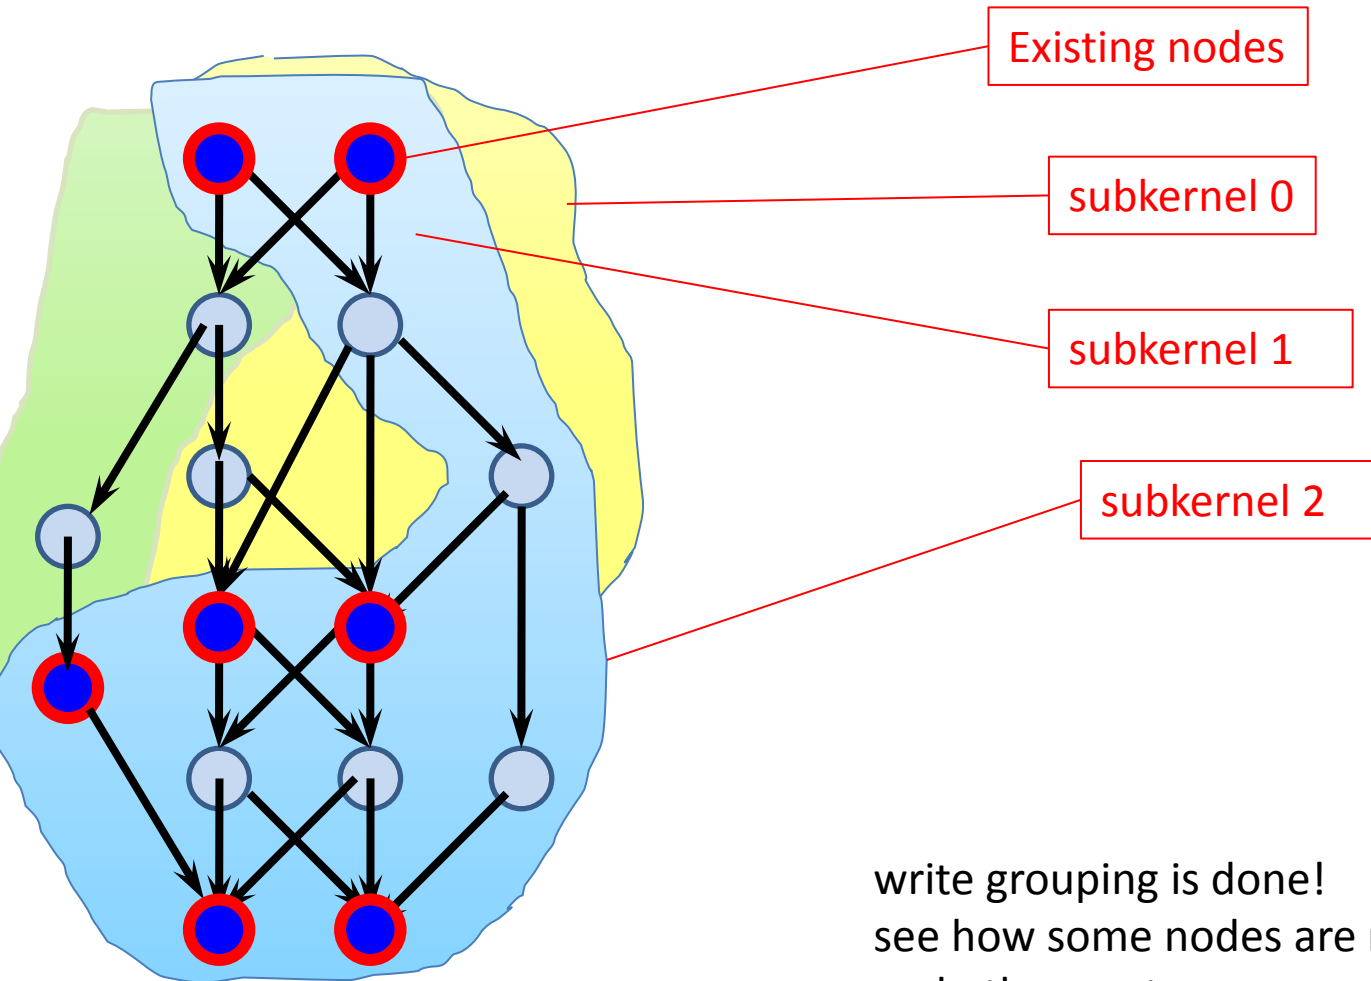 Existing nodes
subkernel 0
subkernel 1
subkernel 2
write grouping is done!
see how some nodes are